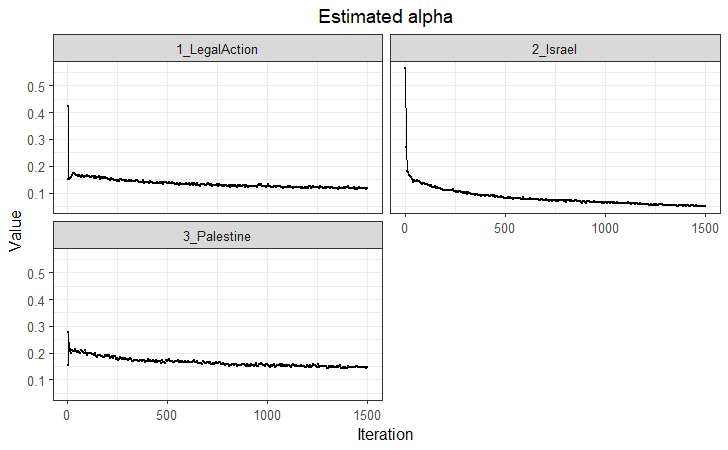 Estimated alpha
1_LegalAction
2_Israel
0.5
0.4
0.3
0.2
0.1
0 500 1000 1500
3_Palestine
0.5
0.4
0.3
0.2
0.1
0 500 1000 1500
Value
Iteration